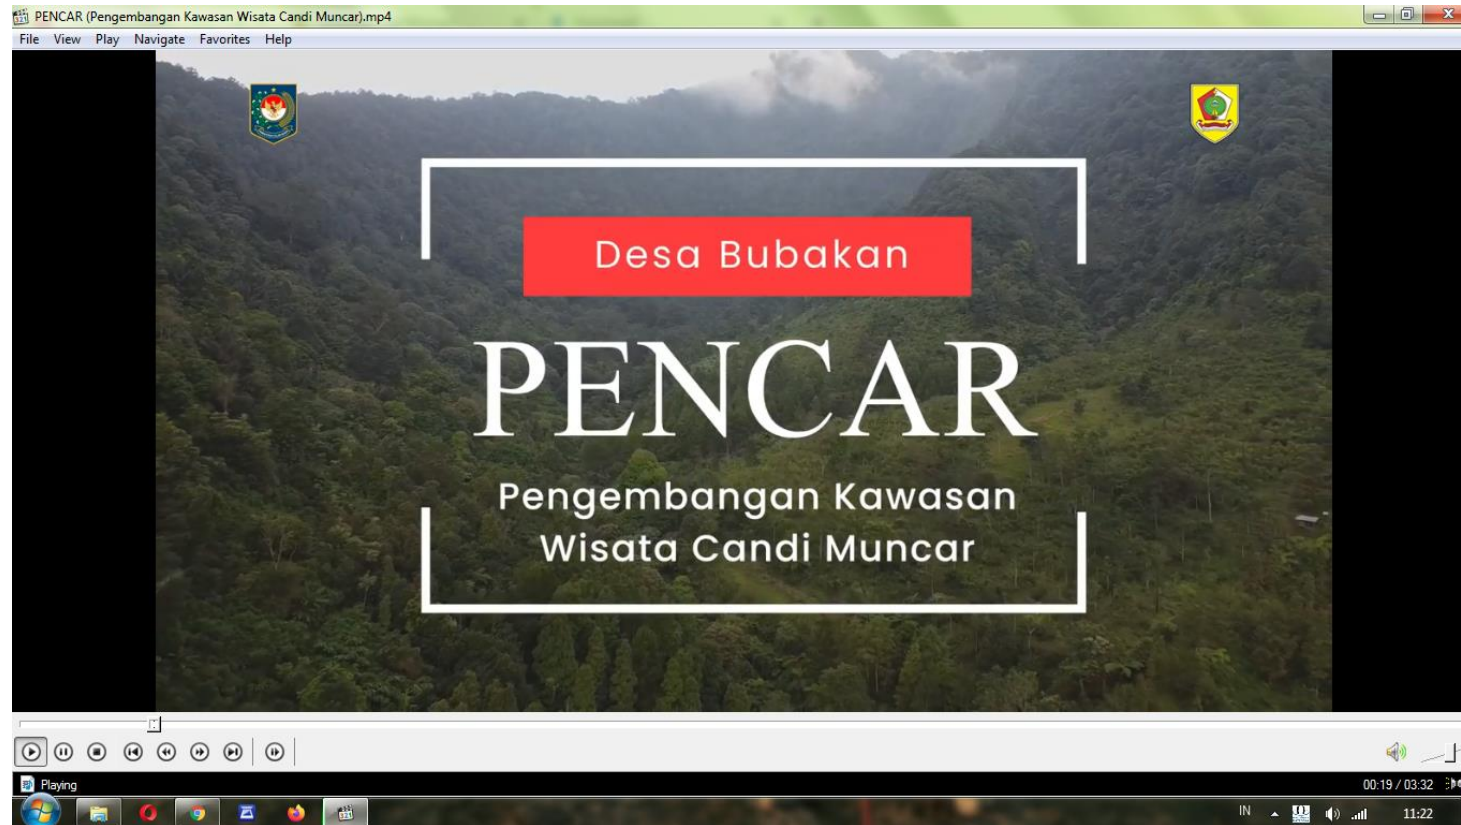 PENCAR (Pengembangan Kawasan Wisata Candi Muncar).mp4
File View Play Navigate Favorites Help
Desa Bubakan
PENCAR
Pengembangan Kawasan
Wisata Candi Muncar
Playing
00:19 / 03:32
IN
11:22